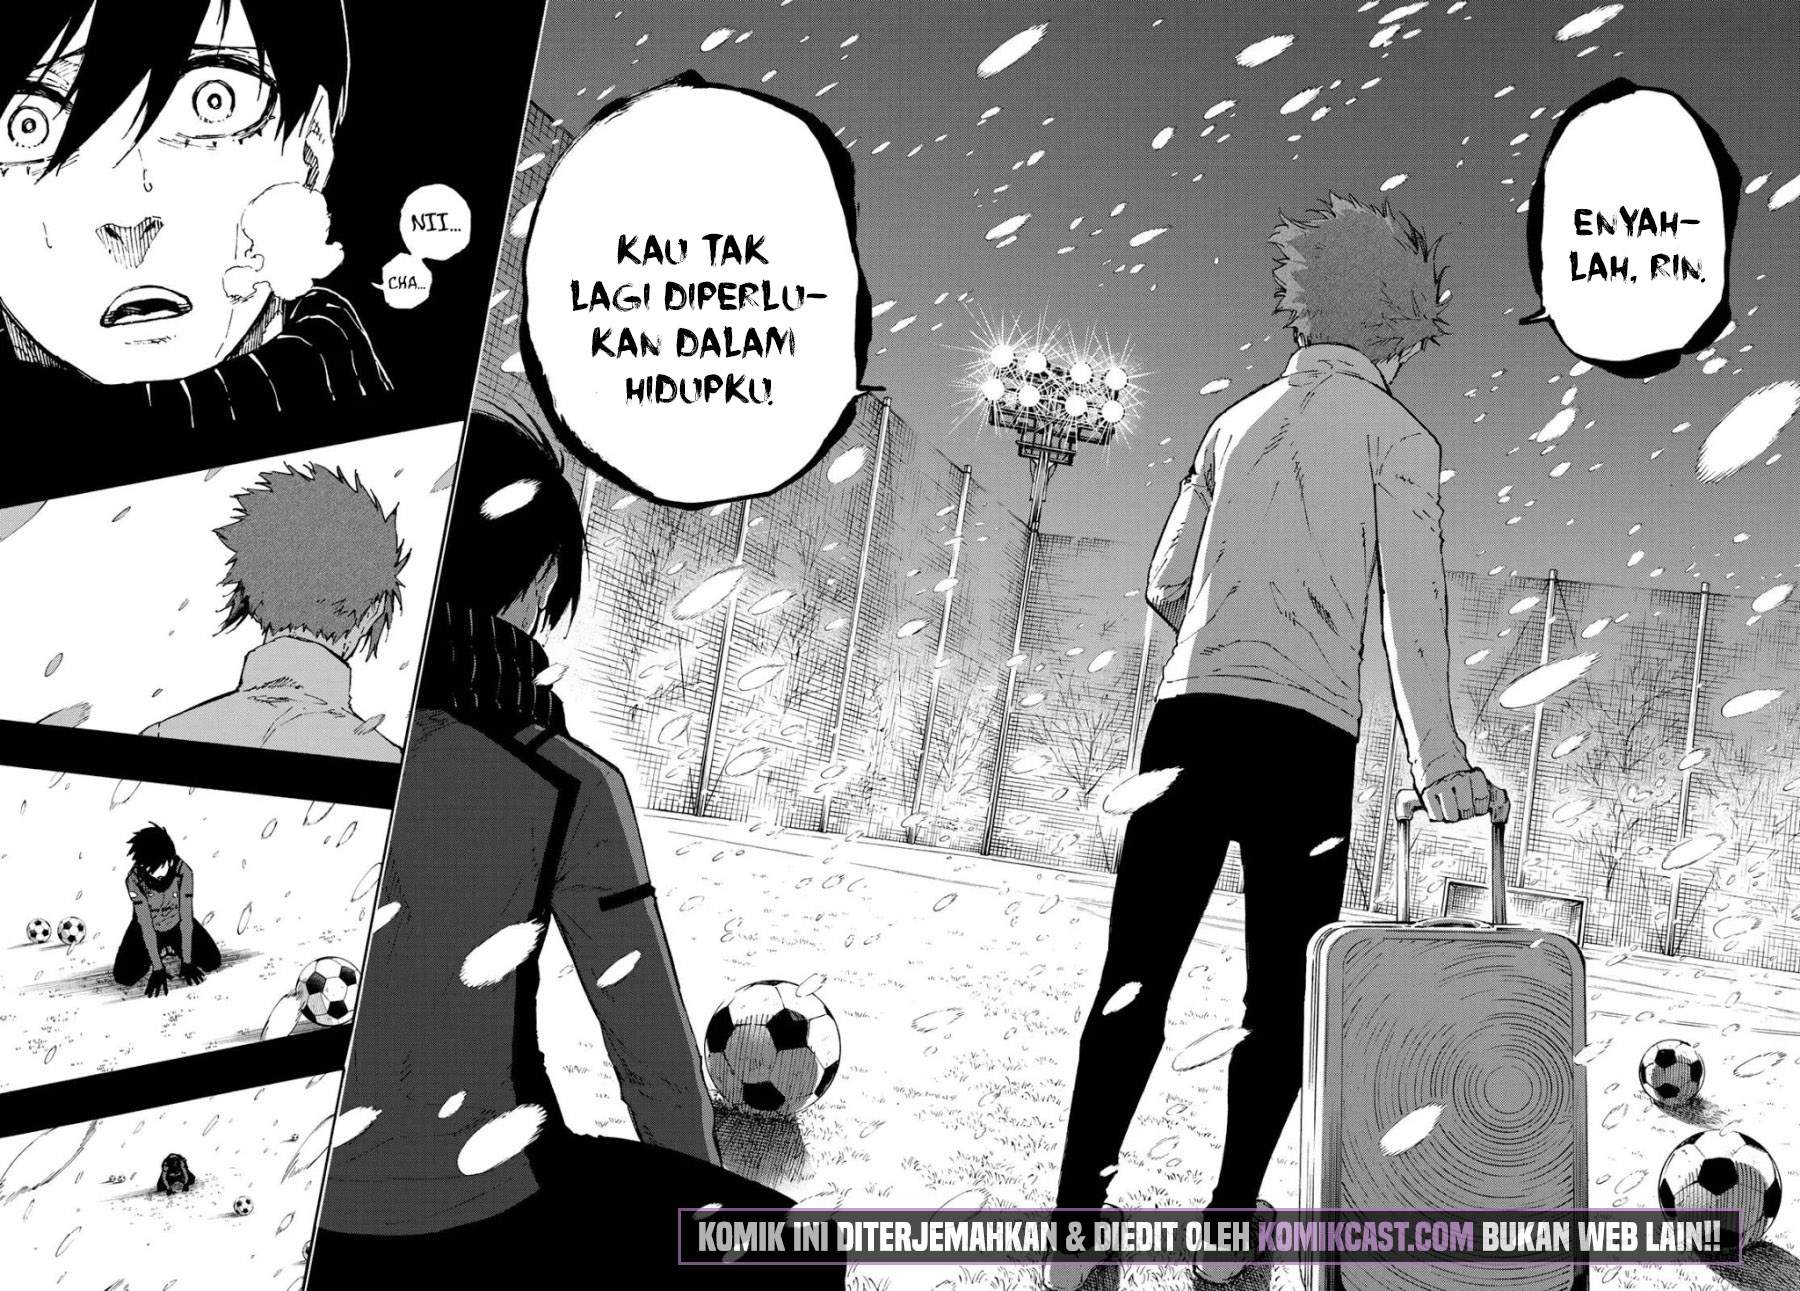 ENYAH-
LAH, RIN.
KAU TAK
LAGI DIPERLU-
KAN DALAM
HIDUPKU.
NII...
CHA...
KOMIK INI DITERJEMAHKAN & DIEDIT OLEH KOMIKCAST.COM BUKAN WEB LAIN!!